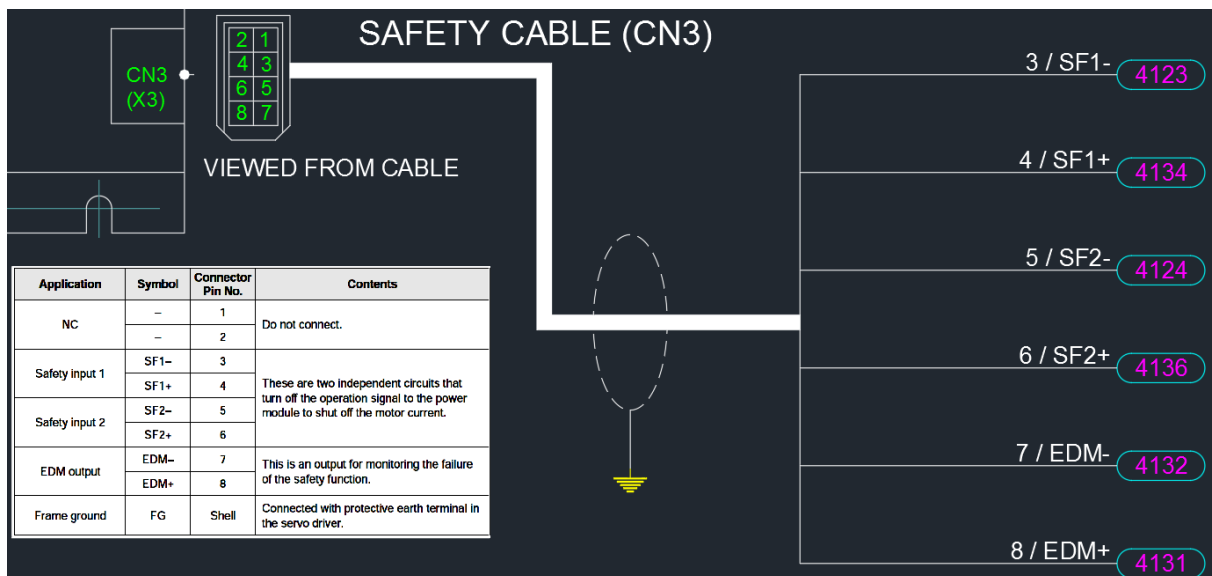 SAFETY CABLE (CN3)
CN3
(X3)
2 1
4 3
6 5
8 7
VIEWED FROM CABLE
3 / SF1- 4123
4 / SF1+ 4134
5 / SF2- 4124
6 / SF2+ 4136
7 / EDM- 4132
8 / EDM+ 4131
Application Symbol Connector Pin No. Contents
NC – 1 Do not connect.
– 2
Safety input 1 SF1– 3 These are two independent circuits that
SF1+ 4 turn off the operation signal to the power
Safety input 2 SF2– 5 module to shut off the motor current.
SF2+ 6
EDM output EDM– 7 This is an output for monitoring the failure
EDM+ 8 of the safety function.
Frame ground FG Shell Connected with protective earth terminal in
the servo driver.